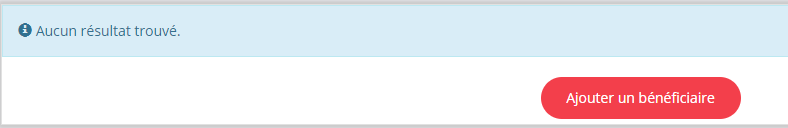 Aucun résultat trouvé.
Ajouter un bénéficiaire